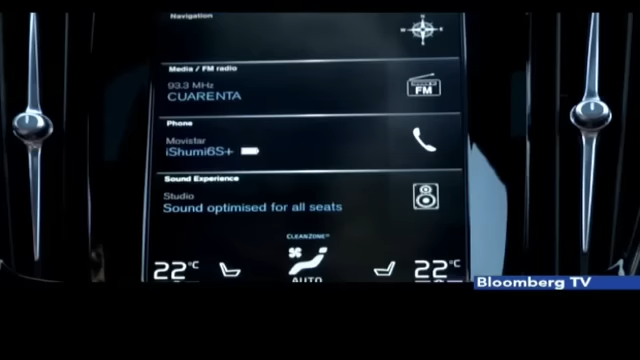 Navigation
N
Media / FM radio
93.3 MHz
CUARENTA
FM
Phone
Movistar
iShumi6S+
Sound Experience
Studio
Sound optimised for all seats
CLEANZONE™
22°C
22°C
AUTO
Bloomberg TV